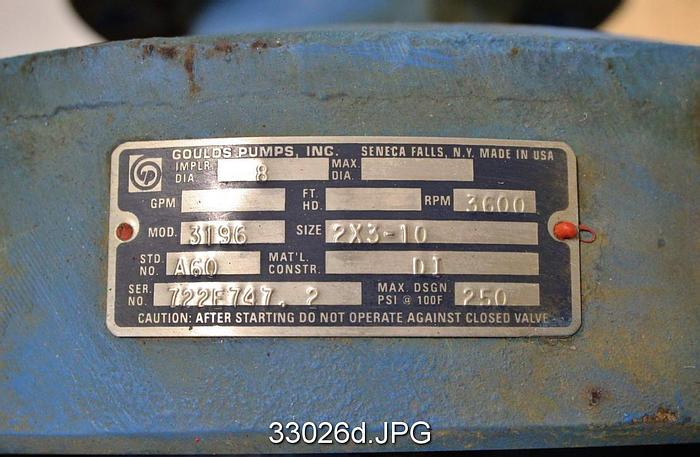 GOULDS PUMPS, INC. SENECA FALLS, N.Y. MADE IN USA
IMPLR. DIA. 8 MAX. DIA.
GPM FT. HD. RPM 3600
MOD. 3196 SIZE 2X3-10
STD. NO. A60 MAT'L. CONSTR. DI
SER. NO. 722E747.2 MAX. DSGN. PSI @ 100F 250
CAUTION: AFTER STARTING DO NOT OPERATE AGAINST CLOSED VALVE
33026d.JPG